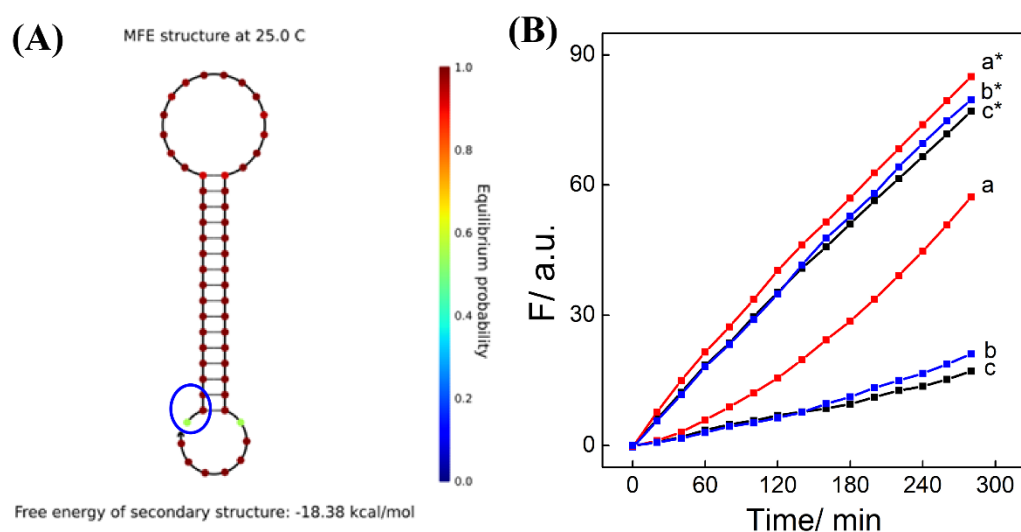 (A)
MFE structure at 25.0 C
1.0
0.8
0.6
0.4
0.2
0.0
Equilibrium probability
Free energy of secondary structure: -18.38 kcal/mol
(B)
F/ a.u.
90
60
30
0
0 60 120 180 240 300
Time/ min
a*
b*
c*
a
b
c